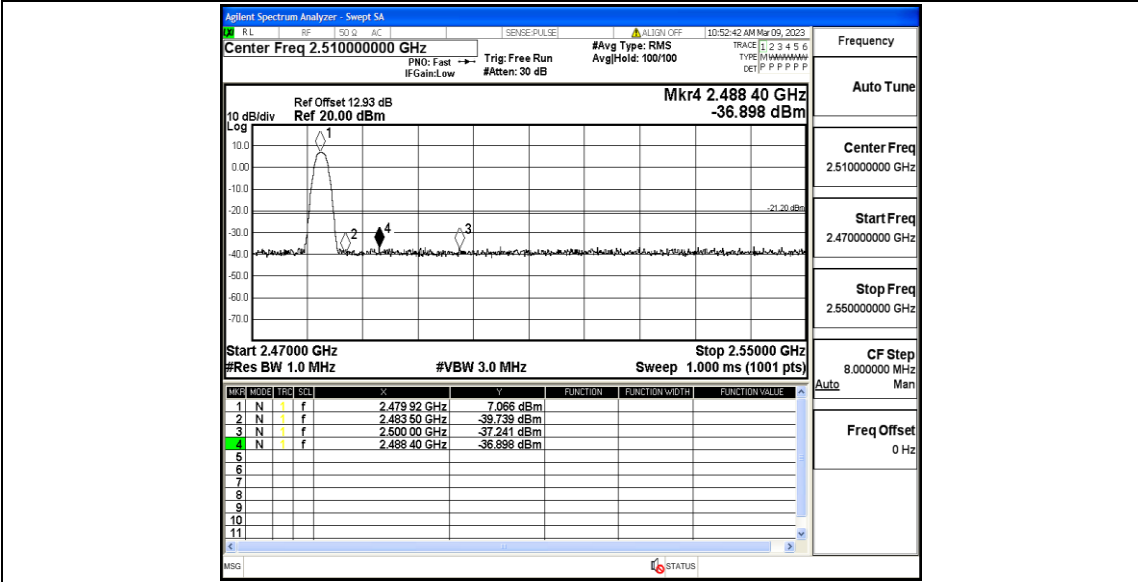 Agilent Spectrum Analyzer - Swept SA
RL RF 50 Ω AC SENSE:PULSE ALIGN OFF 10:52:42 AM Mar 09, 2023
Center Freq 2.510000000 GHz
PNO: Fast
IFGain:Low
Trig: Free Run
#Atten: 30 dB
#Avg Type: RMS
Avg|Hold: 100/100
TRACE 1 2 3 4 5 6
TYPE MWWWWW
DET P P P P P P
Mkr4 2.488 40 GHz
-36.898 dBm
Ref Offset 12.93 dB
10 dB/div Ref 20.00 dBm
Log
10.0
0.00
-10.0
-20.0
-30.0
-40.0
-50.0
-60.0
-70.0
1
2
4
3
-21.20 dBm
Start 2.47000 GHz Stop 2.55000 GHz
#Res BW 1.0 MHz #VBW 3.0 MHz Sweep 1.000 ms (1001 pts)
MKR MODE TRC SCL X Y FUNCTION FUNCTION WIDTH FUNCTION VALUE
1 N 1 f 2.479 92 GHz 7.066 dBm
2 N 1 f 2.483 50 GHz -39.739 dBm
3 N 1 f 2.500 00 GHz -37.241 dBm
4 N 1 f 2.488 40 GHz -36.898 dBm
5
6
7
8
9
10
11
MSG STATUS
Frequency
Auto Tune
Center Freq
2.510000000 GHz
Start Freq
2.470000000 GHz
Stop Freq
2.550000000 GHz
CF Step
8.000000 MHz
Auto Man
Freq Offset
0 Hz